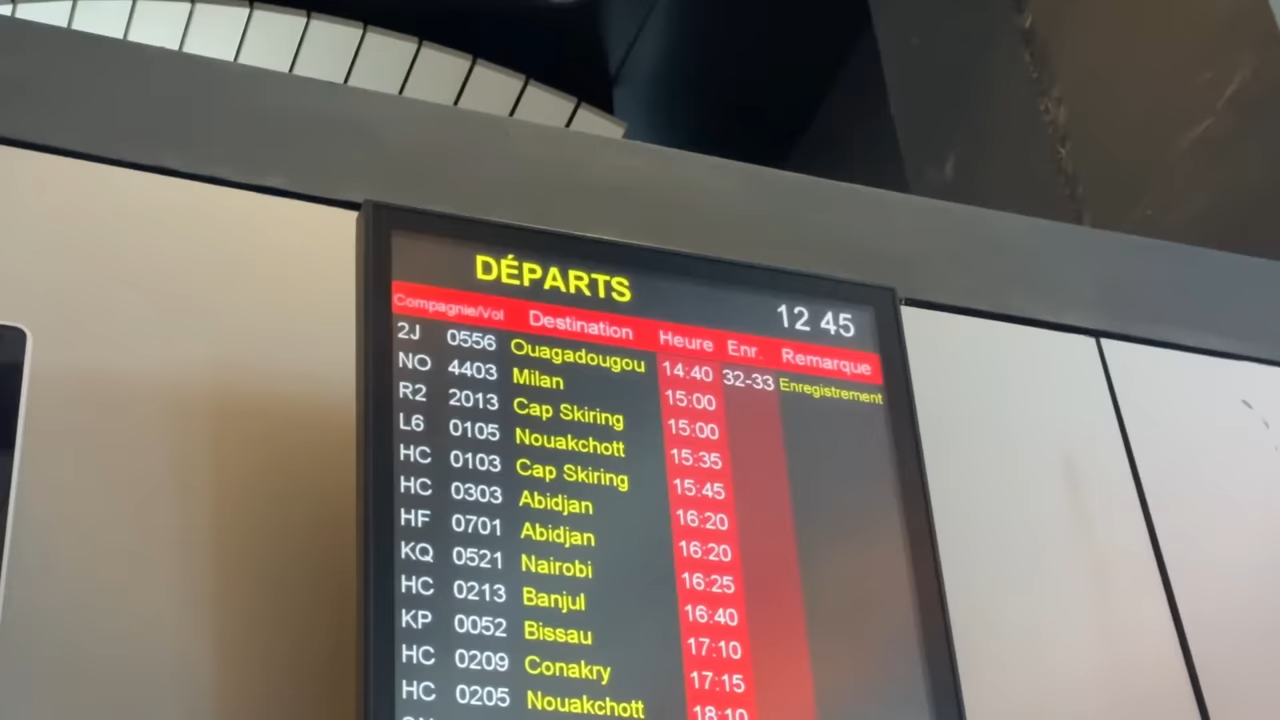 DÉPARTS 12 45
Compagnie/Vol Destination Heure Enr. Remarque
2J 0556 Ouagadougou 14:40 32-33 Enregistrement
NO 4403 Milan 15:00
R2 2013 Cap Skiring 15:00
L6 0105 Nouakchott 15:35
HC 0103 Cap Skiring 15:45
HC 0303 Abidjan 16:20
HF 0701 Abidjan 16:20
KQ 0521 Nairobi 16:25
HC 0213 Banjul 16:40
KP 0052 Bissau 17:10
HC 0209 Conakry 17:15
HC 0205 Nouakchott 18:10